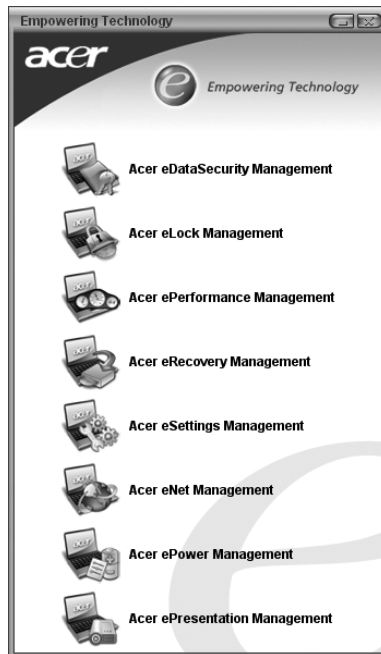 Empowering Technology
acer
e Empowering Technology
Acer eDataSecurity Management
Acer eLock Management
Acer ePerformance Management
Acer eRecovery Management
Acer eSettings Management
Acer eNet Management
Acer ePower Management
Acer ePresentation Management